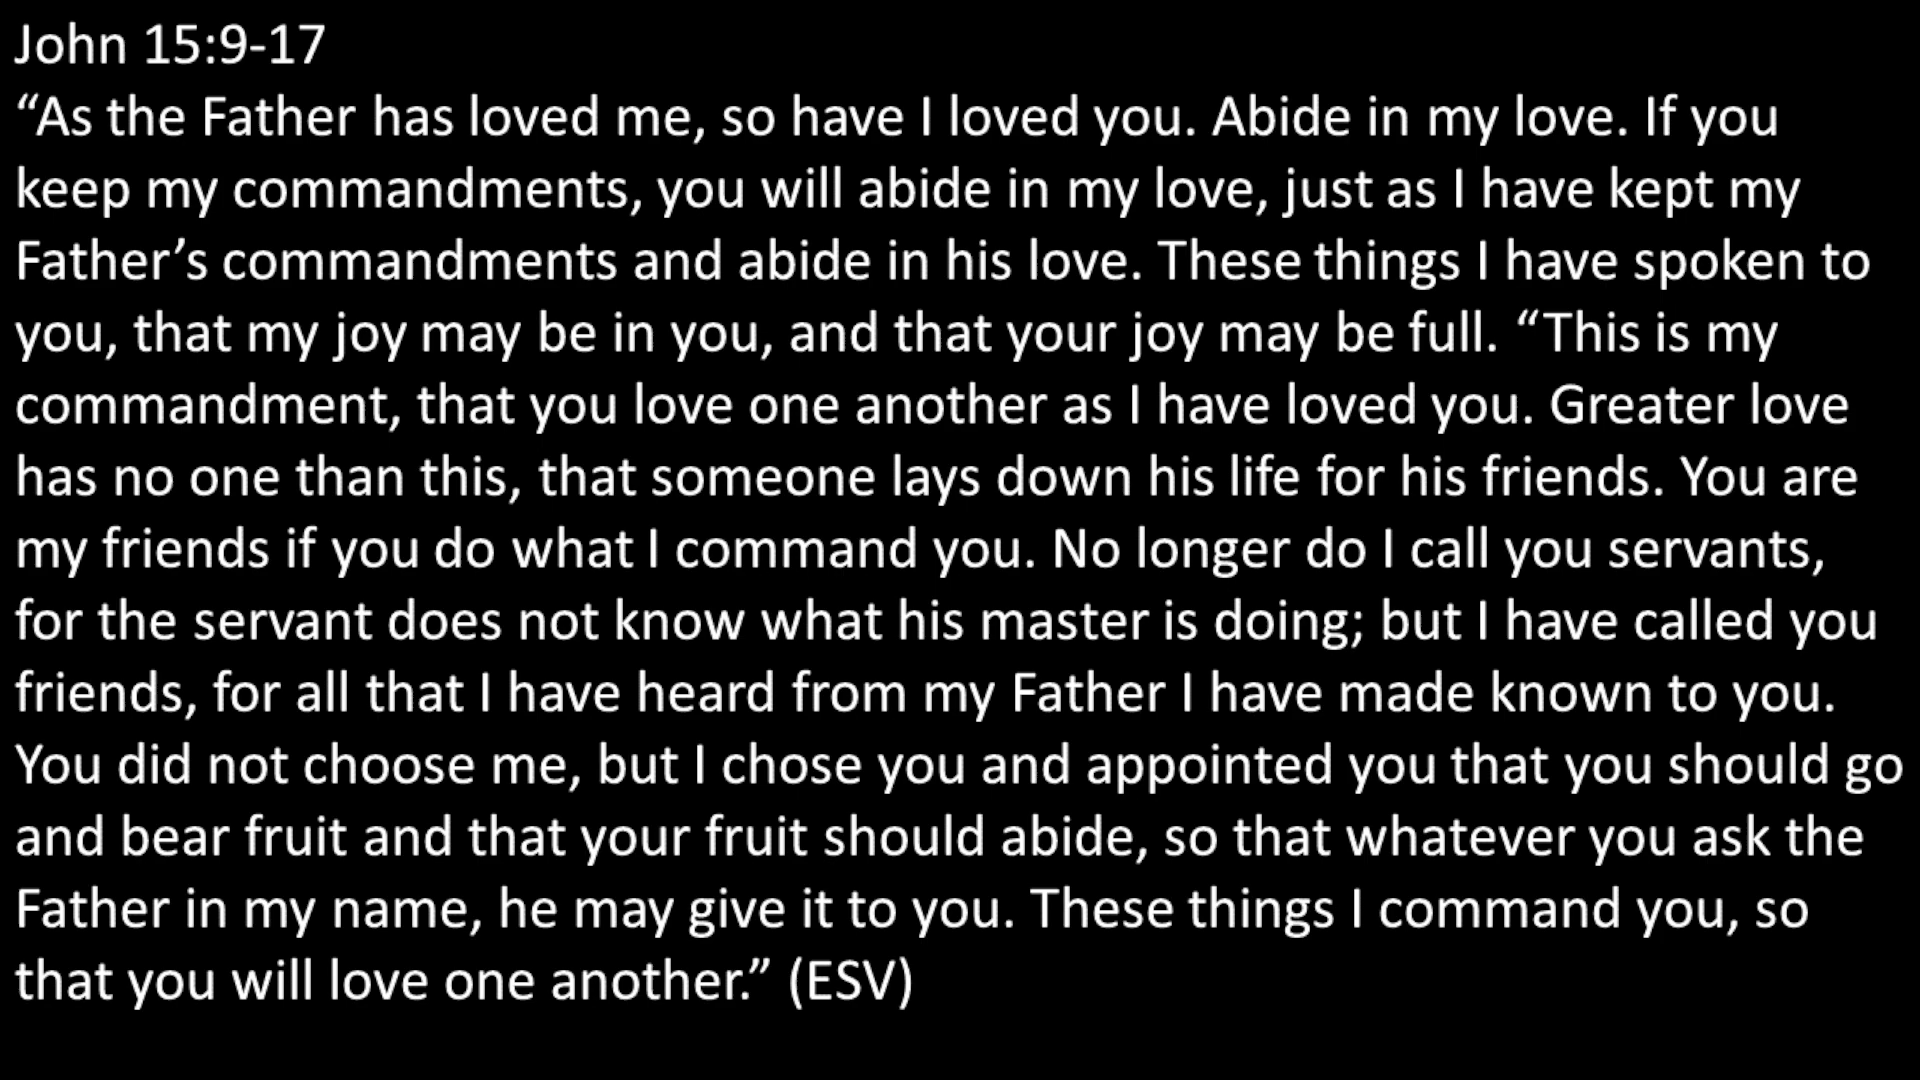 John 15:9-17
“As the Father has loved me, so have I loved you. Abide in my love. If you
keep my commandments, you will abide in my love, just as I have kept my
Father’s commandments and abide in his love. These things I have spoken to
you, that my joy may be in you, and that your joy may be full. “This is my
commandment, that you love one another as I have loved you. Greater love
has no one than this, that someone lays down his life for his friends. You are
my friends if you do what I command you. No longer do I call you servants,
for the servant does not know what his master is doing; but I have called you
friends, for all that I have heard from my Father I have made known to you.
You did not choose me, but I chose you and appointed you that you should go
and bear fruit and that your fruit should abide, so that whatever you ask the
Father in my name, he may give it to you. These things I command you, so
that you will love one another.” (ESV)